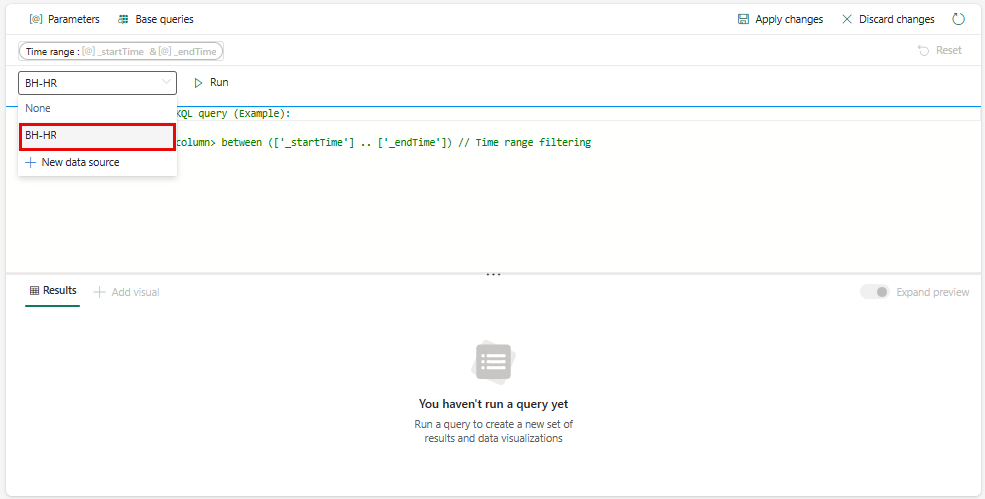 [@] Parameters Base queries Apply changes Discard changes
Time range : [@] _startTime & [@] _endTime Reset
BH-HR Run
None
KQL query (Example):
BH-HR
column> between (['_startTime'] .. ['_endTime']) // Time range filtering
New data source
Results Add visual Expand preview
You haven't run a query yet
Run a query to create a new set of
results and data visualizations